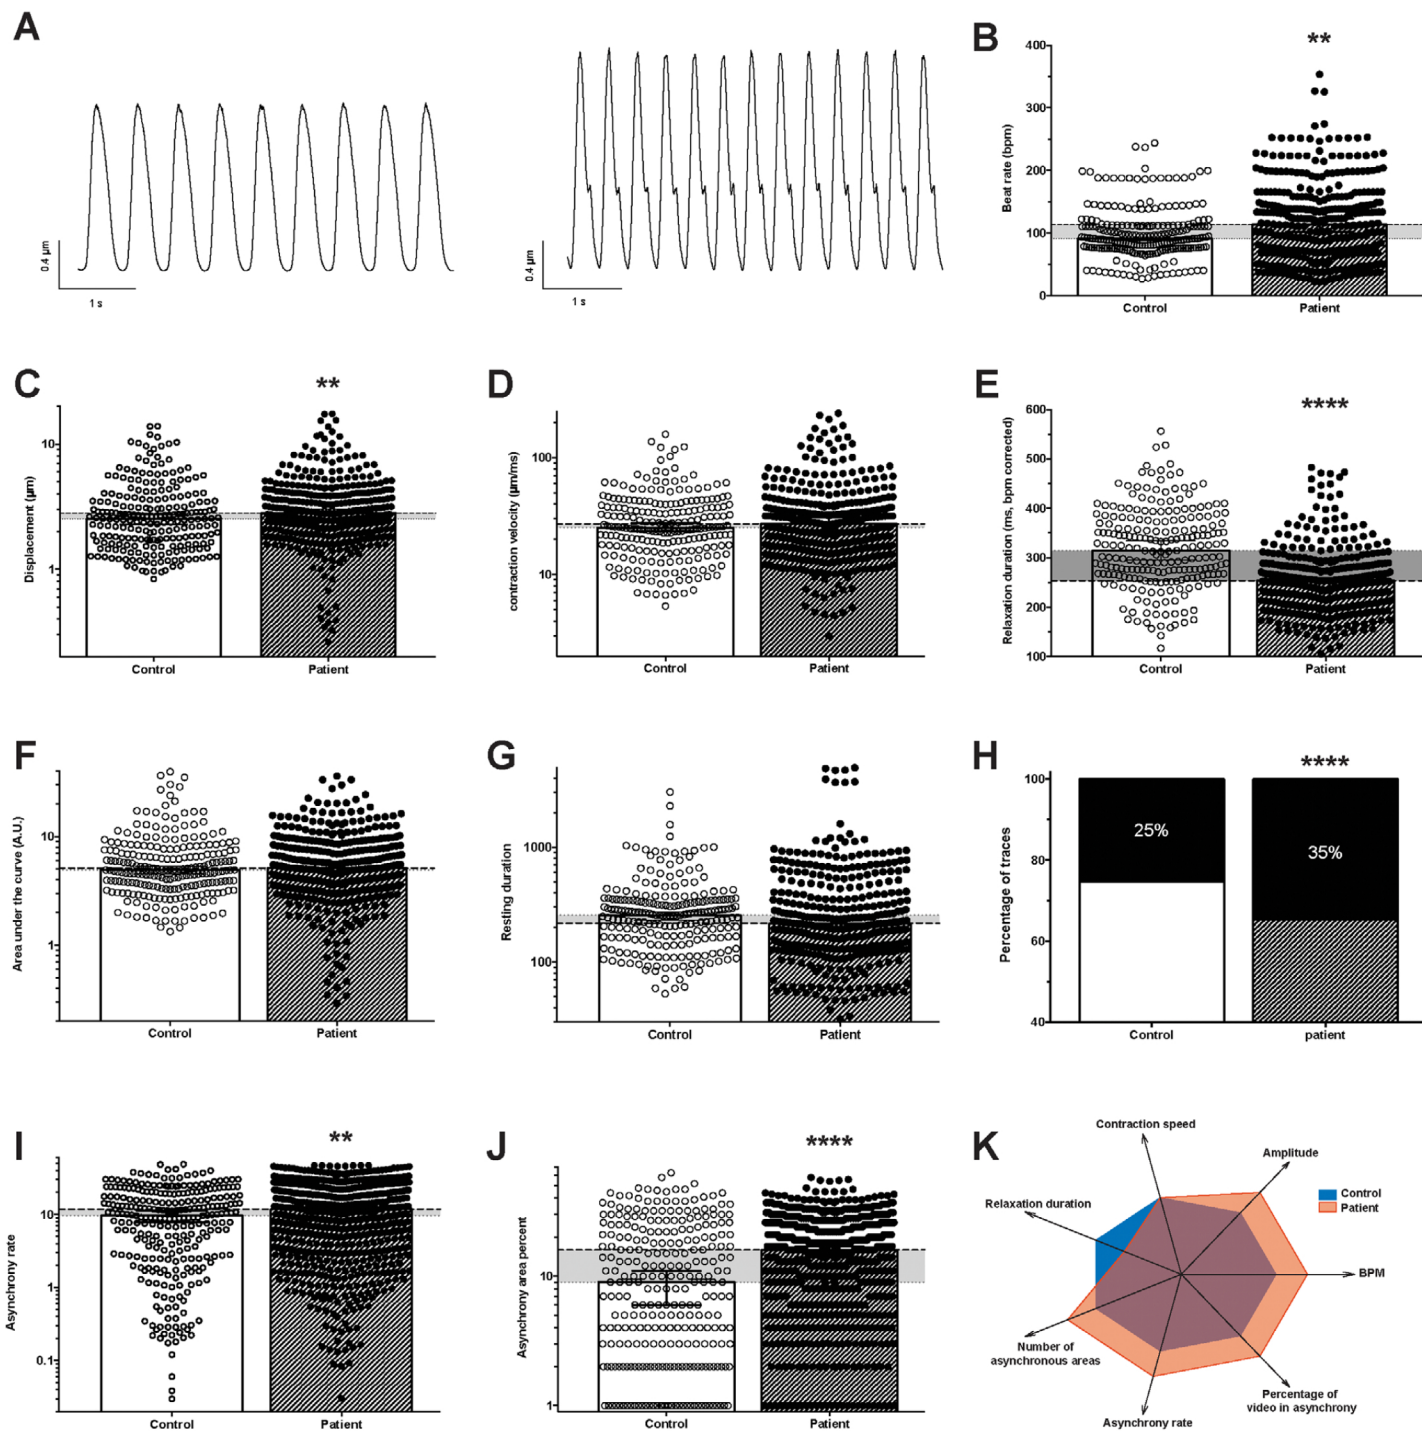 A
0.4 µm
1 s
0.4 µm
1 s
B
**
Beat rate (bpm)
400
300
200
100
0
Control
Patient
C
**
Displacement (µm)
10
1
Control
Patient
D
contraction velocity (µm/ms)
100
10
Control
Patient
E
****
Relaxation duration (ms, bpm corrected)
600
500
400
300
200
100
Control
Patient
F
Area under the curve (A.U.)
10
1
Control
Patient
G
Resting duration
1000
100
Control
Patient
H
****
Percentage of traces
100
80
60
40
25%
35%
Control
patient
I
**
Asynchrony rate
10
1
0.1
Control
Patient
J
****
Asynchrony area percent
10
1
Control
Patient
K
Contraction speed
Amplitude
Control
Patient
Relaxation duration
BPM
Number of
asynchronous areas
Percentage of
video in asynchrony
Asynchrony rate